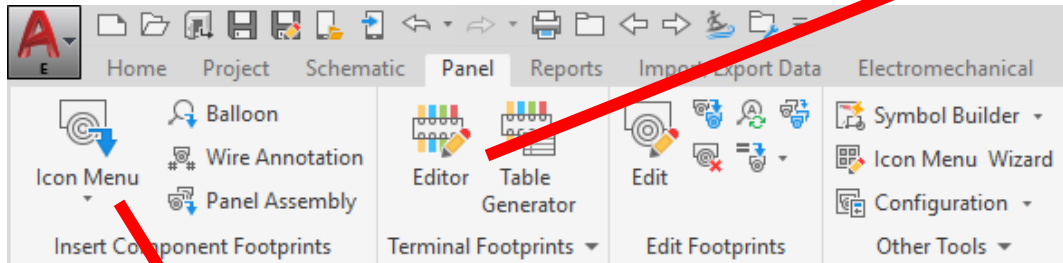 A
E
Home Project Schematic Panel Reports Import/Export Data Electromechanical
Icon Menu
Balloon
Wire Annotation
Panel Assembly
Insert Component Footprints
Editor
Table
Generator
Terminal Footprints
Edit
Edit Footprints
Symbol Builder
Icon Menu Wizard
Configuration
Other Tools